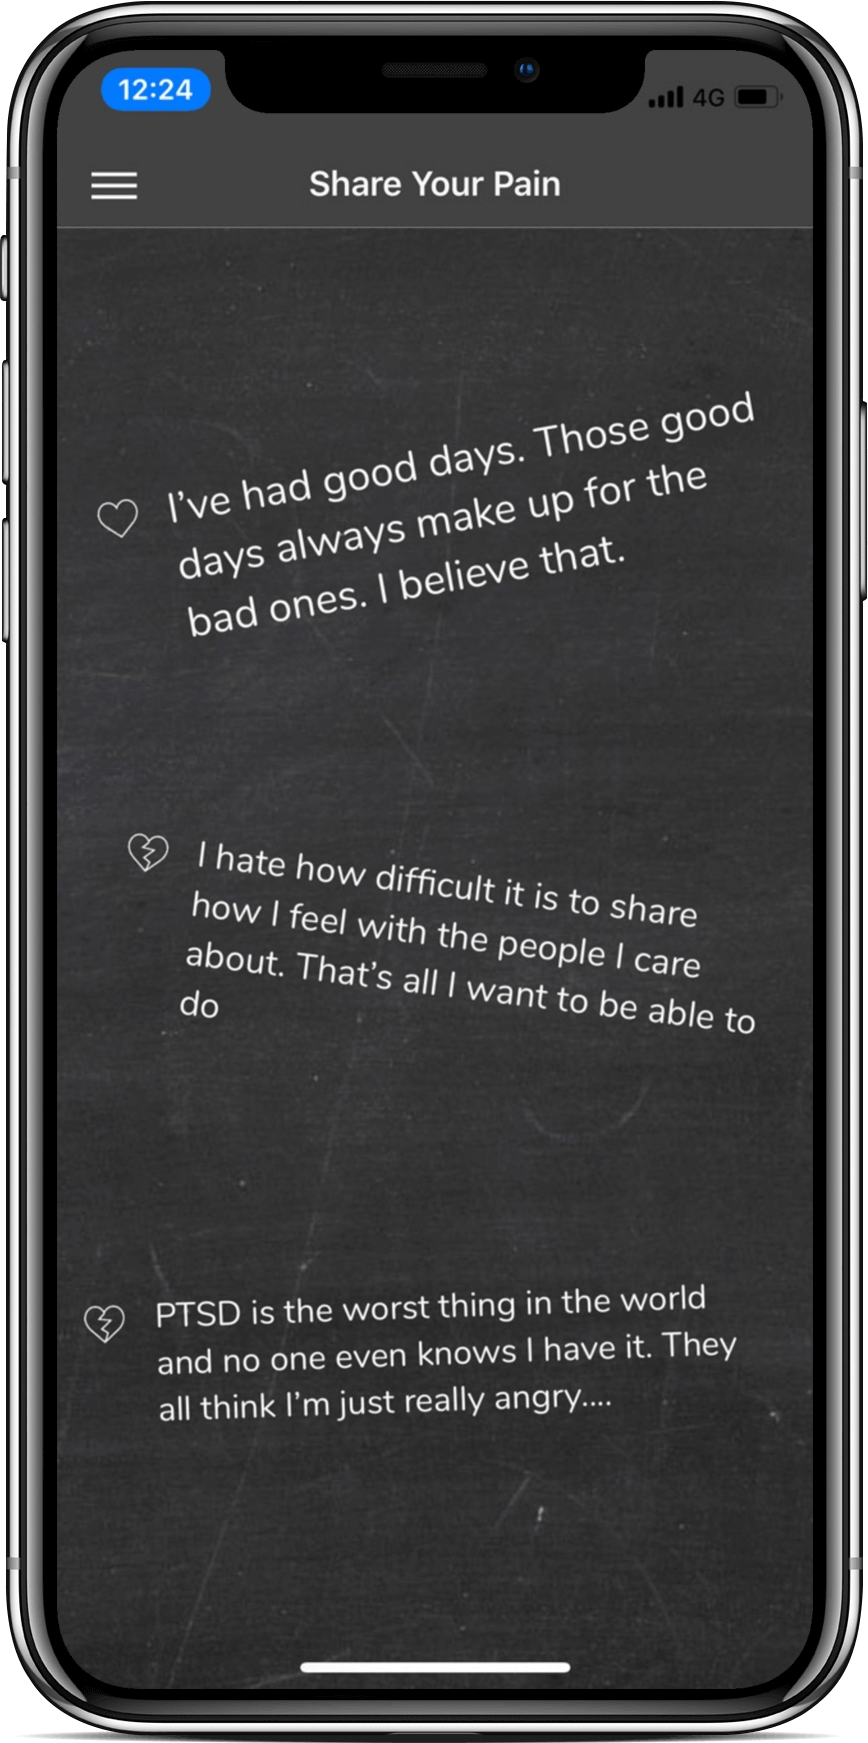 12:24
4G
Share Your Pain
I've had good days. Those good
days always make up for the
bad ones. I believe that.
I hate how difficult it is to share
how I feel with the people I care
about. That's all I want to be able to
do
PTSD is the worst thing in the world
and no one even knows I have it. They
all think I'm just really angry....